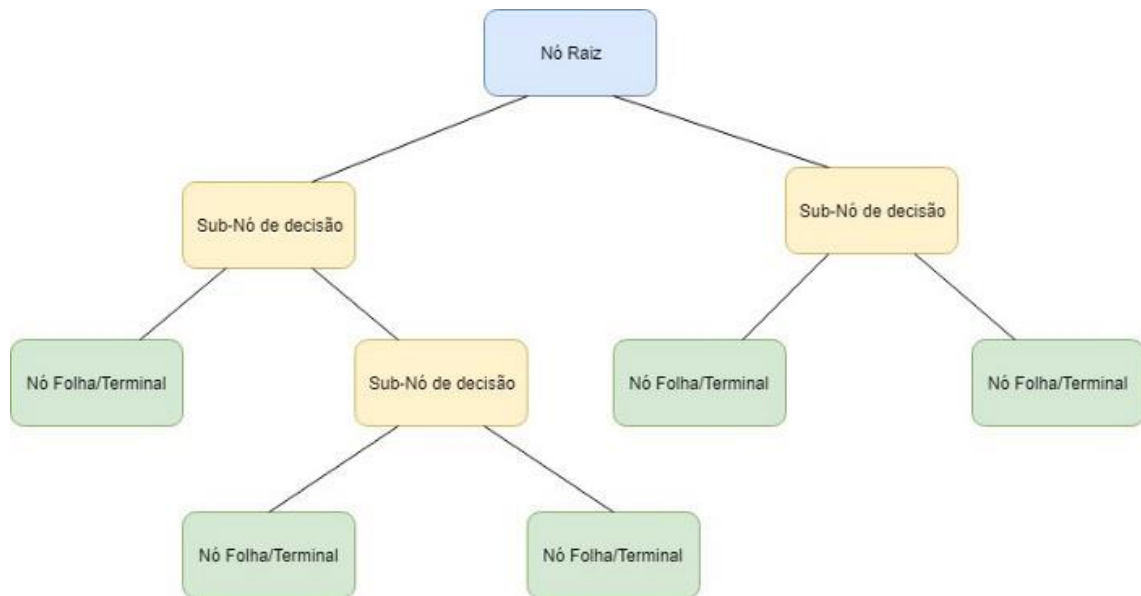 Nó Raiz
Sub-Nó de decisão
Sub-Nó de decisão
Nó Folha/Terminal
Sub-Nó de decisão
Nó Folha/Terminal
Nó Folha/Terminal
Nó Folha/Terminal
Nó Folha/Terminal